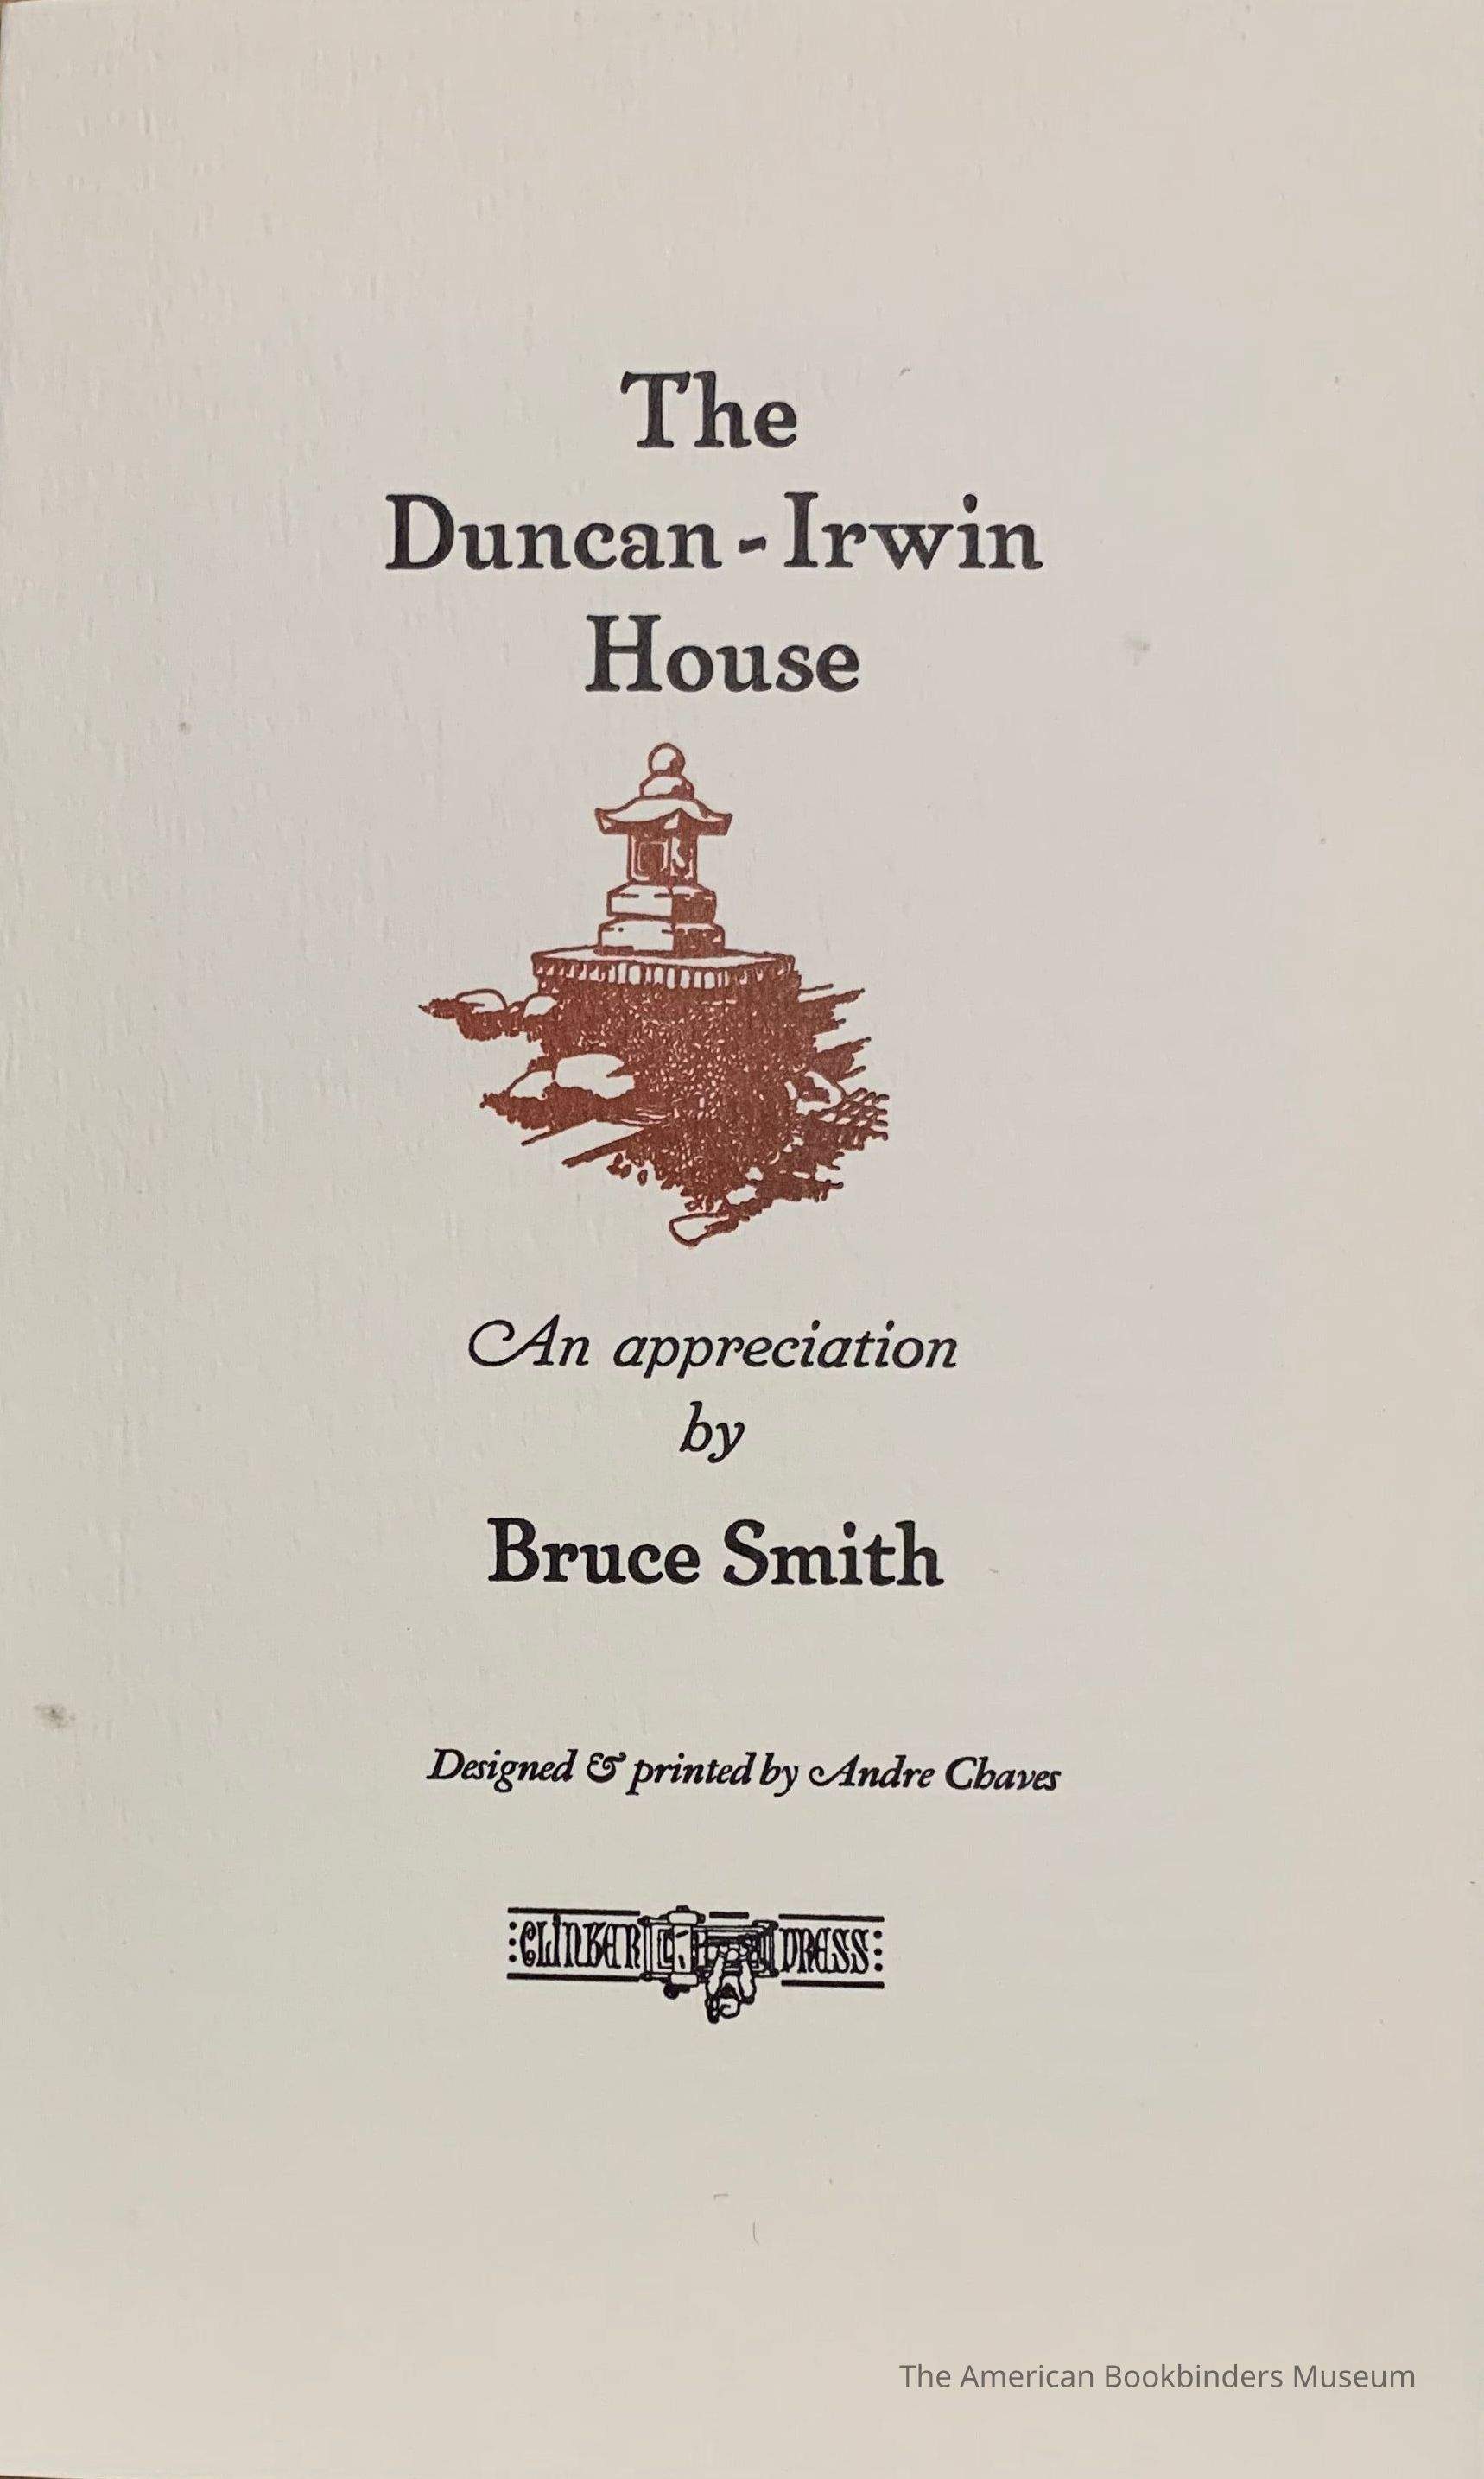 The
Duncan - Irwin
House
An appreciation
by
Bruce Smith
Designed & printed by Andre Chaves
:CLINKER PRESS:
The American Bookbinders Museum